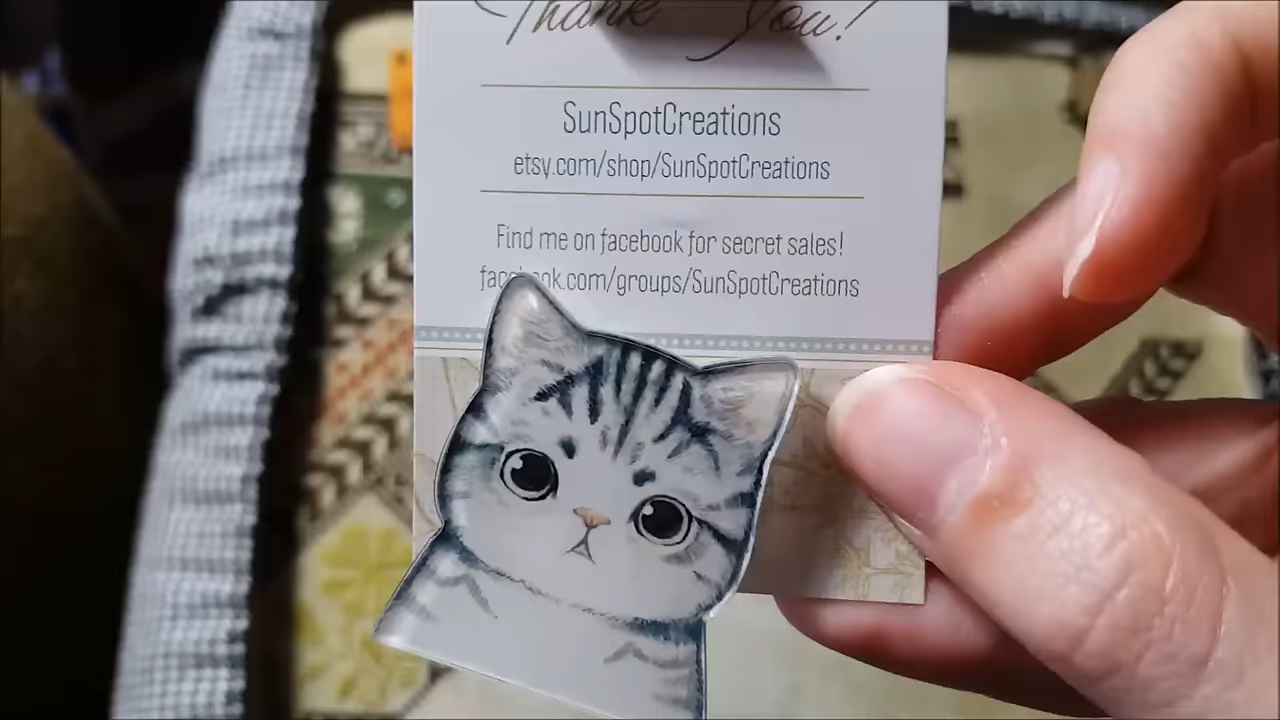 Thank You!
SunSpotCreations
etsy.com/shop/SunSpotCreations
Find me on facebook for secret sales!
facebook.com/groups/SunSpotCreations